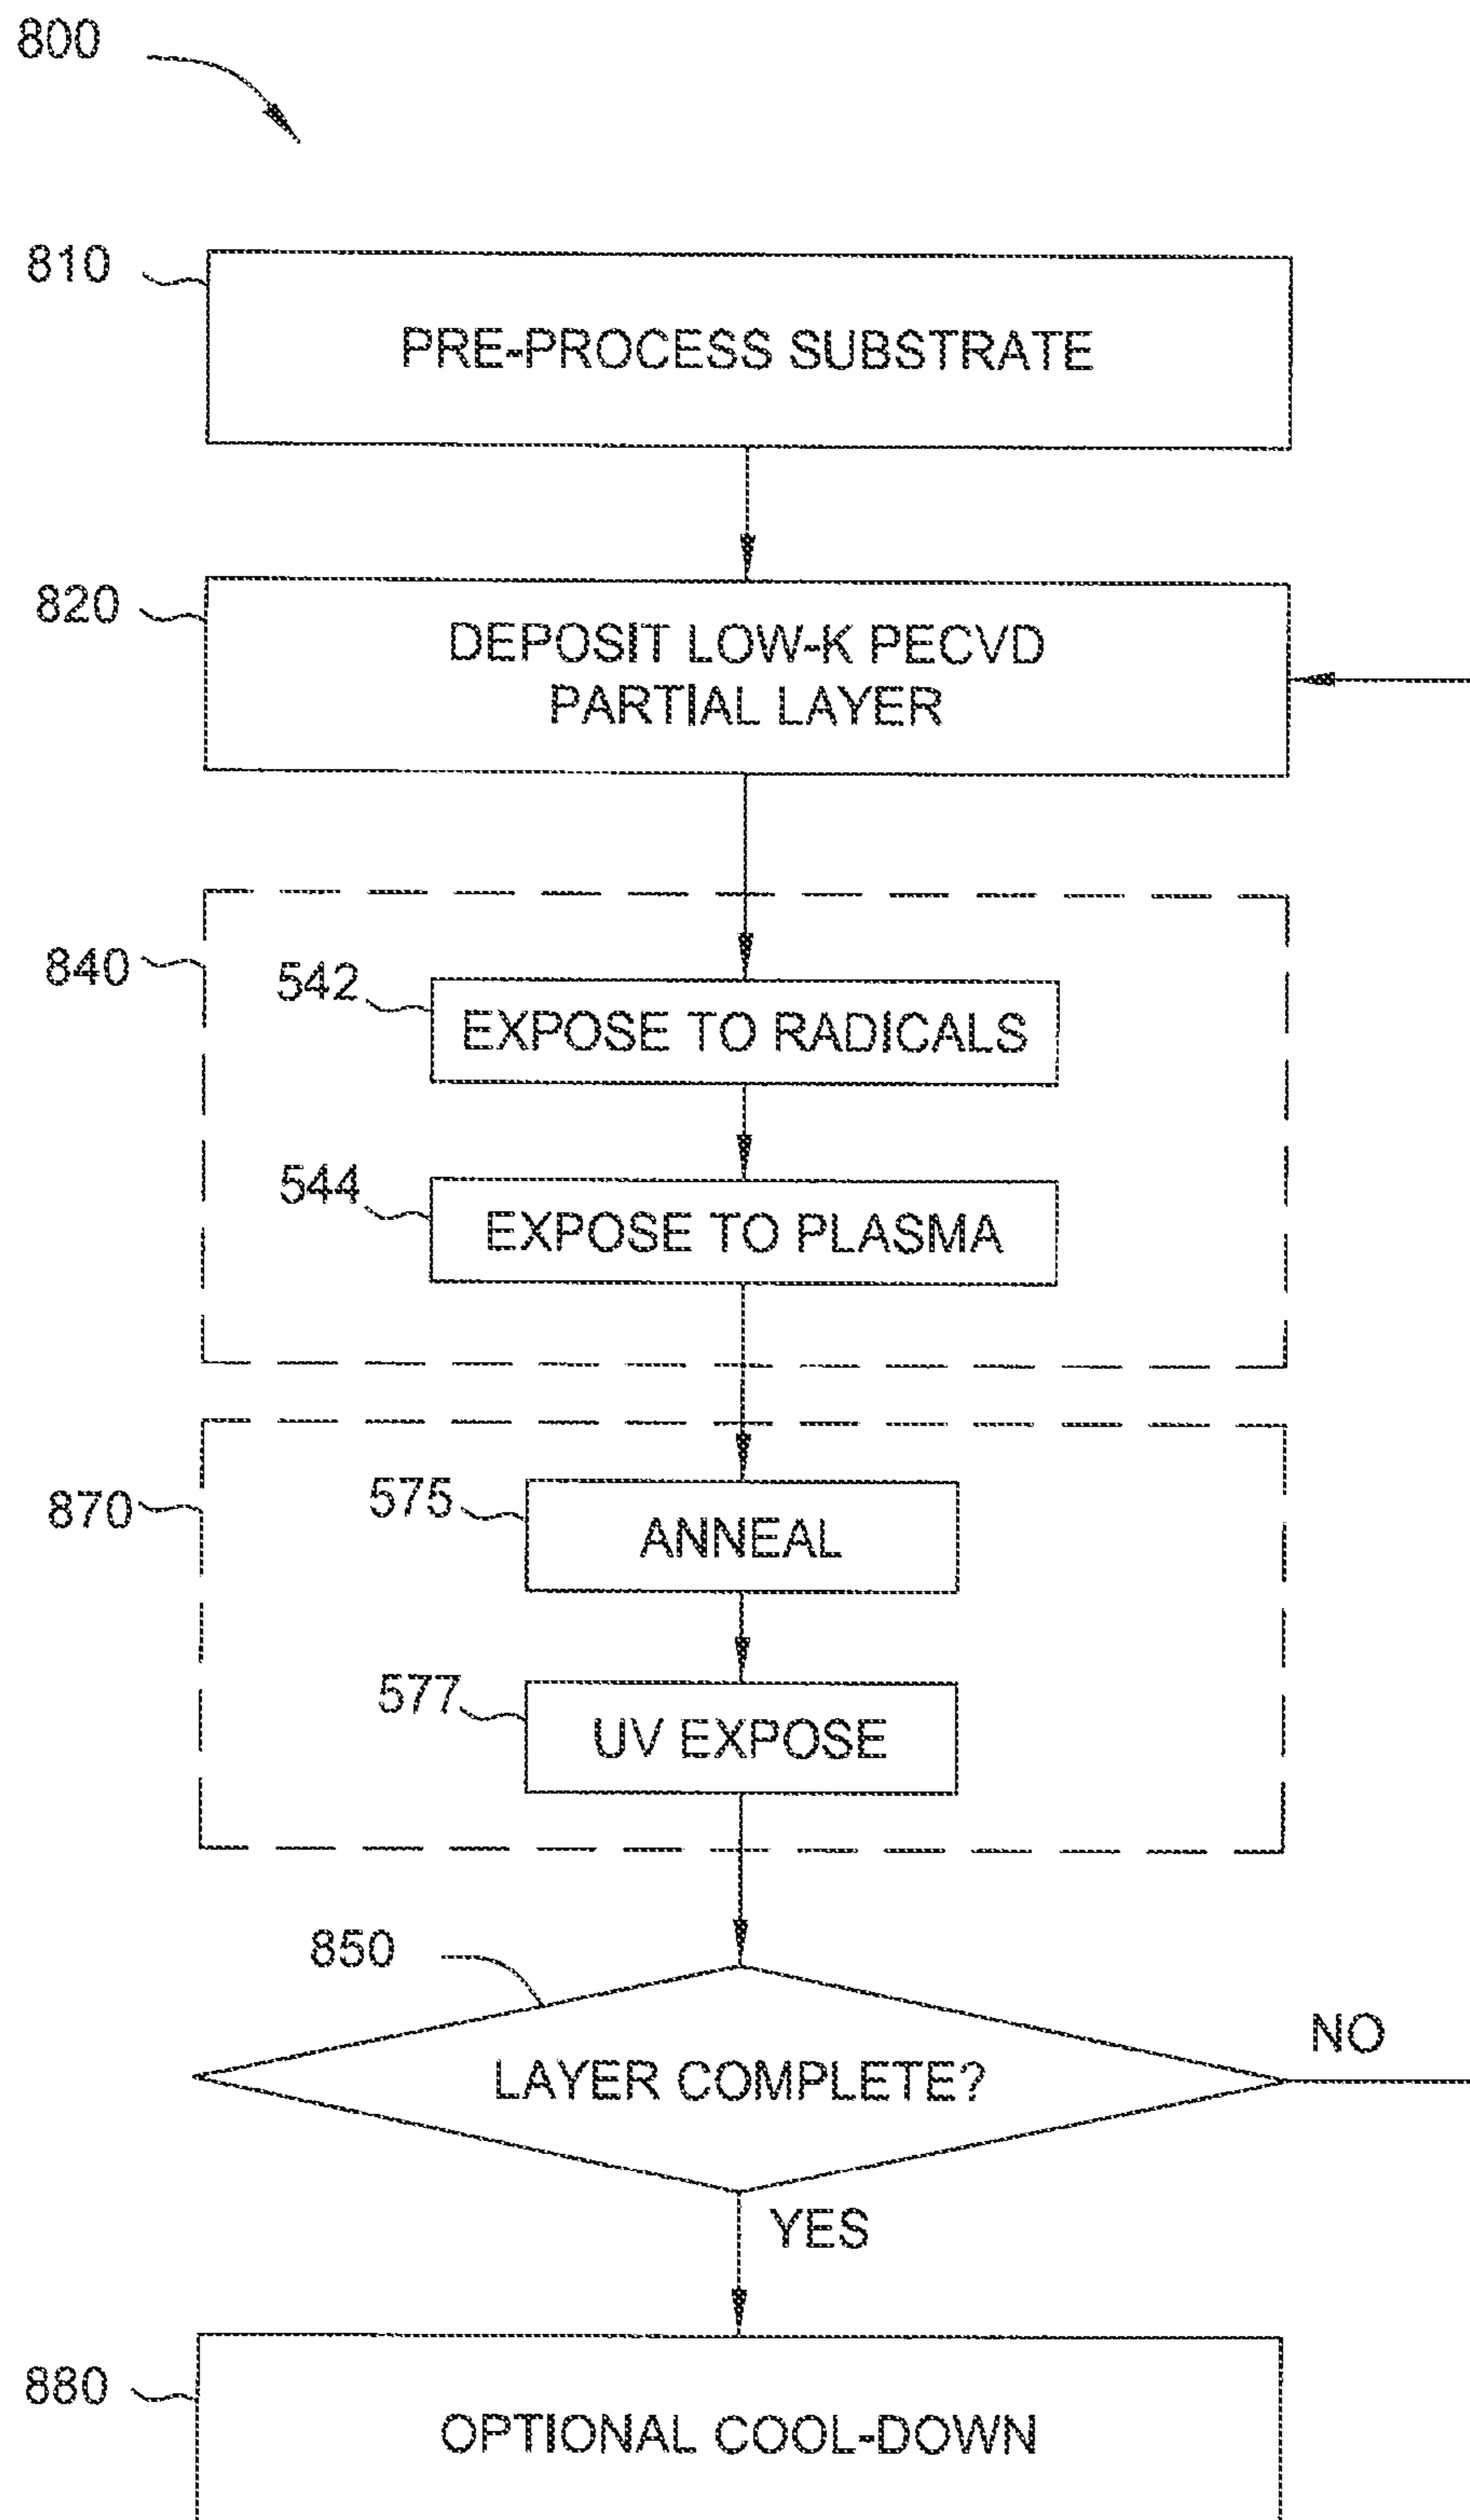 800
810
PRE-PROCESS SUBSTRATE
820
DEPOSIT LOW-K PECVD
PARTIAL LAYER
840
542
EXPOSE TO RADICALS
544
EXPOSE TO PLASMA
870
575
ANNEAL
577
UV EXPOSE
850
LAYER COMPLETE?
NO
YES
880
OPTIONAL COOL-DOWN